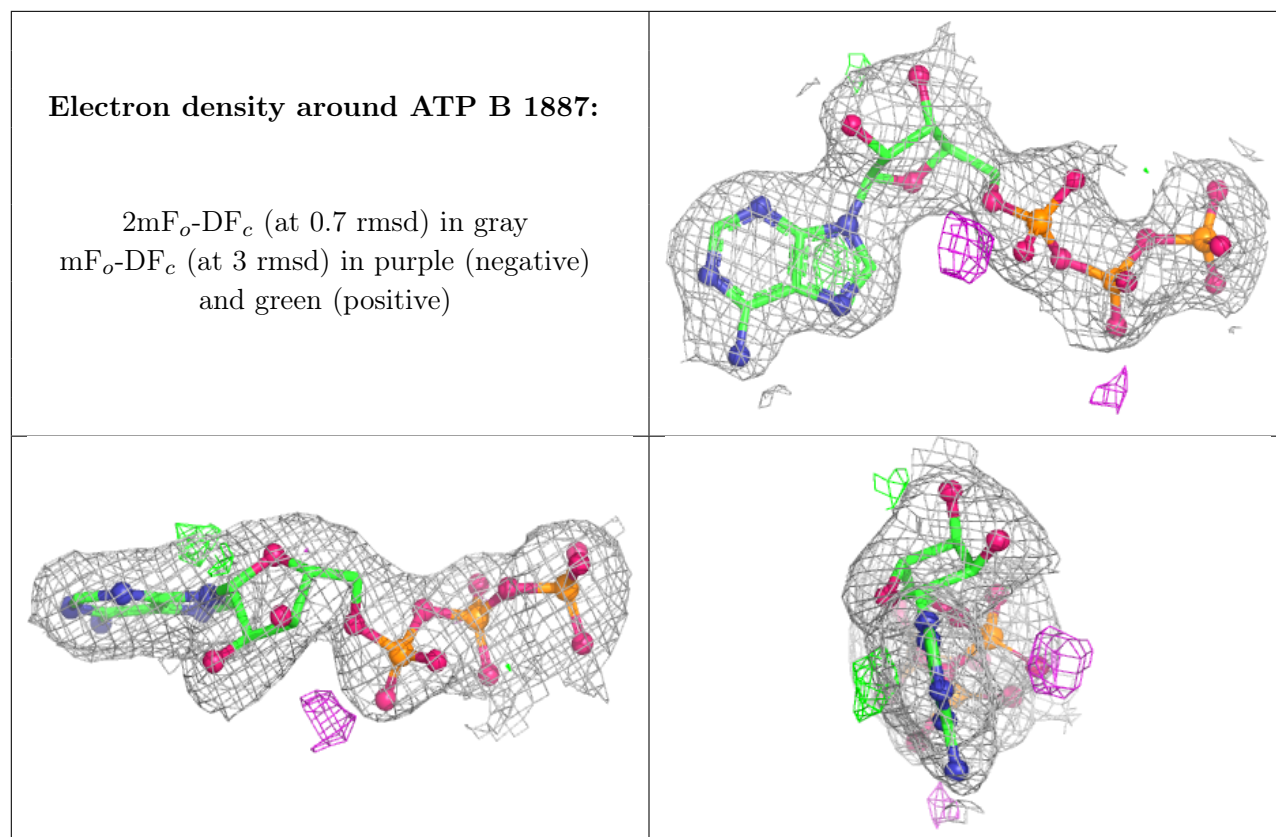 Electron density around ATP B 1887:
2mFo-DFc (at 0.7 rmsd) in gray
mFo-DFc (at 3 rmsd) in purple (negative)
and green (positive)